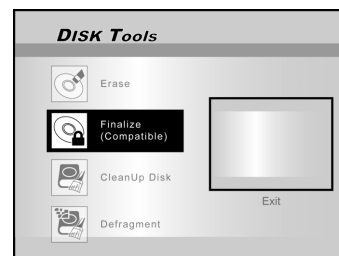 DISK Tools
Erase
Finalize
(Compatible)
CleanUp Disk
Exit
Defragment